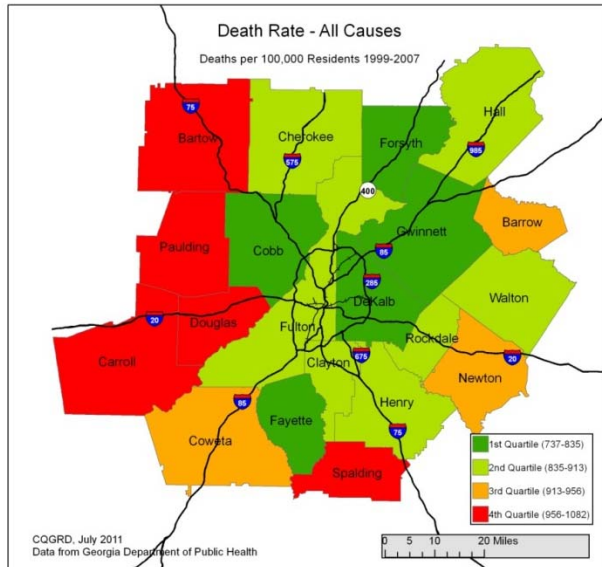 Death Rate - All Causes
Deaths per 100,000 Residents 1999-2007
75
Bartow
Cherokee
575
Forsyth
Hall
985
400
Paulding
Cobb
Gwinnett
85
Barrow
285
DeKalb
Walton
20
Douglas
Fulton
Rockdale
Carroll
Clayton
675
20
Newton
85
Fayette
Henry
75
Coweta
Spalding
1st Quartile (737-835)
2nd Quartile (835-913)
3rd Quartile (913-956)
4th Quartile (956-1082)
CQGRD, July 2011
Data from Georgia Department of Public Health
0 5 10 20 Miles